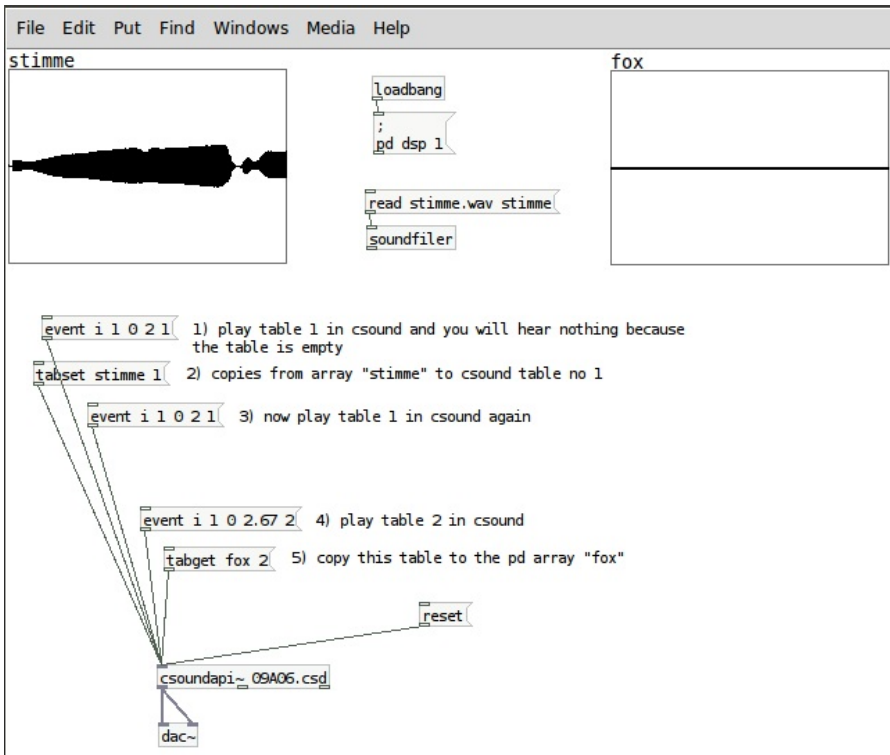 File Edit Put Find Windows Media Help
stimme
fox
loadbang
;
pd dsp 1
read stimme.wav stimme
soundfiler
event i 1 0 2 1
1) play table 1 in csound and you will hear nothing because
the table is empty
tabset stimme 1
2) copies from array "stimme" to csound table no 1
event i 1 0 2 1
3) now play table 1 in csound again
event i 1 0 2.67 2
4) play table 2 in csound
tabget fox 2
5) copy this table to the pd array "fox"
reset
csoundapi~ 09A06.csd
dac~